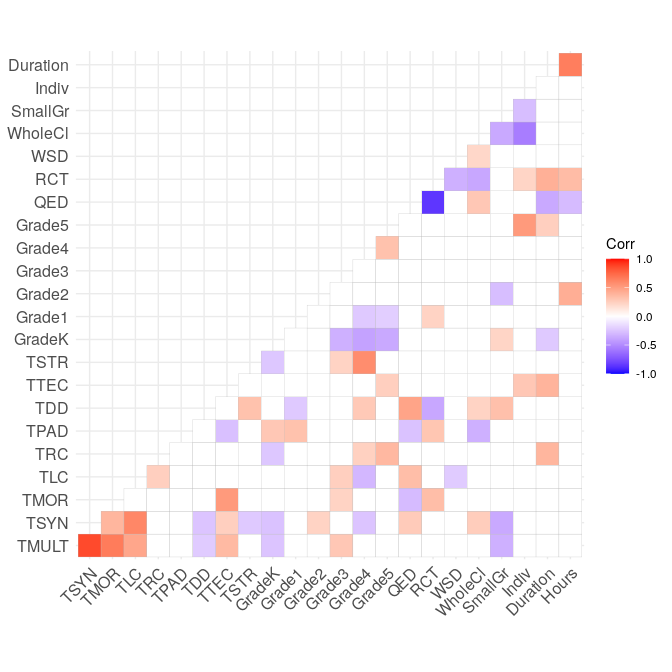 Duration
Indiv
SmallGr
WholeCl
WSD
RCT
QED
Grade5
Grade4
Grade3
Grade2
Grade1
GradeK
TSTR
TTEC
TDD
TPAD
TRC
TLC
TMOR
TSYN
TMULT
TSYN
TMOR
TLC
TRC
TPAD
TDD
TTEC
TSTR
GradeK
Grade1
Grade2
Grade3
Grade4
Grade5
QED
RCT
WSD
WholeCl
SmallGr
Indiv
Duration
Hours
Corr
1.0
0.5
0.0
-0.5
-1.0